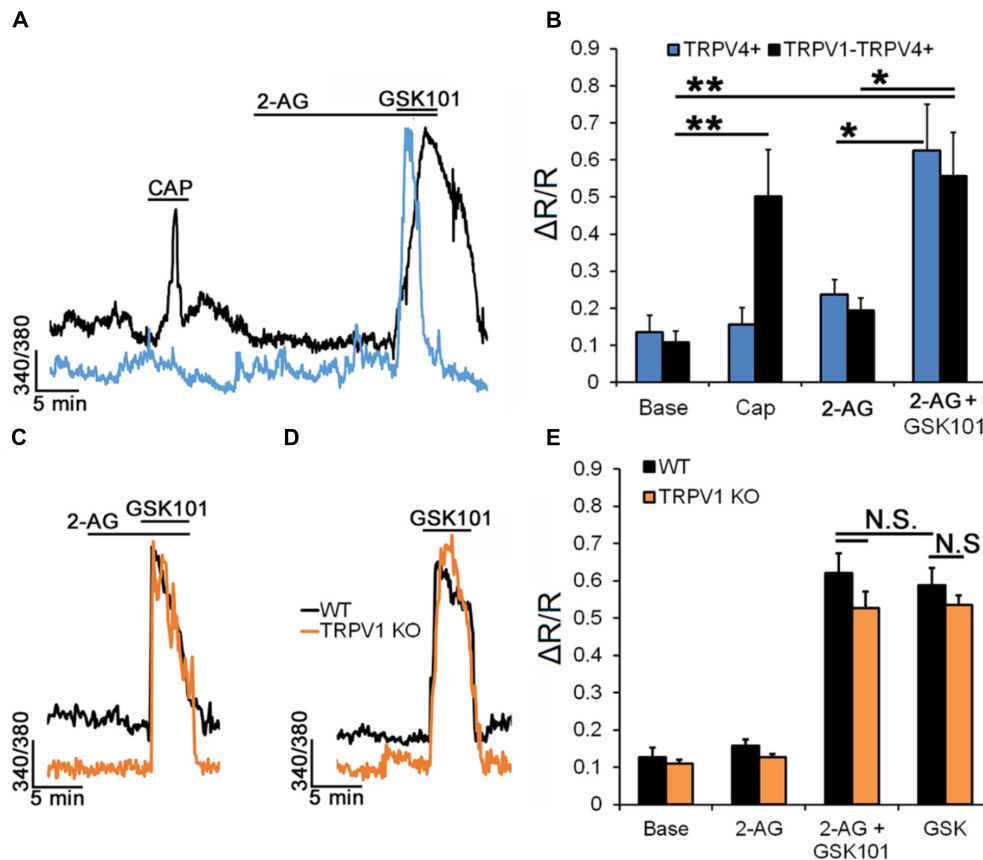 A
2-AG
GSK101
CAP
340/380
5 min
B
TRPV4+ TRPV1-TRPV4+
ΔR/R
0.9
0.8
0.7
0.6
0.5
0.4
0.3
0.2
0.1
0
** *
** *
Base Cap 2-AG 2-AG +
GSK101
C
GSK101
2-AG
340/380
5 min
D
GSK101
WT
TRPV1 KO
340/380
5 min
E
WT
TRPV1 KO
ΔR/R
0.9
0.8
0.7
0.6
0.5
0.4
0.3
0.2
0.1
0
N.S.
N.S
Base 2-AG 2-AG + GSK
GSK101